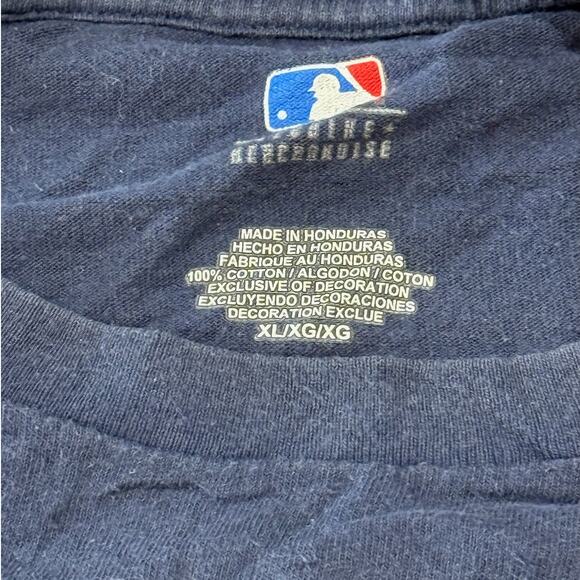 MERCHANDISE
MADE IN HONDURAS
HECHO EN HONDURAS
FABRIQUE AU HONDURAS
100% COTTON / ALGODON / COTON
EXCLUSIVE OF DECORATION
EXCLUYENDO DECORACIONES
DECORATION EXCLUE
XL/XG/XG